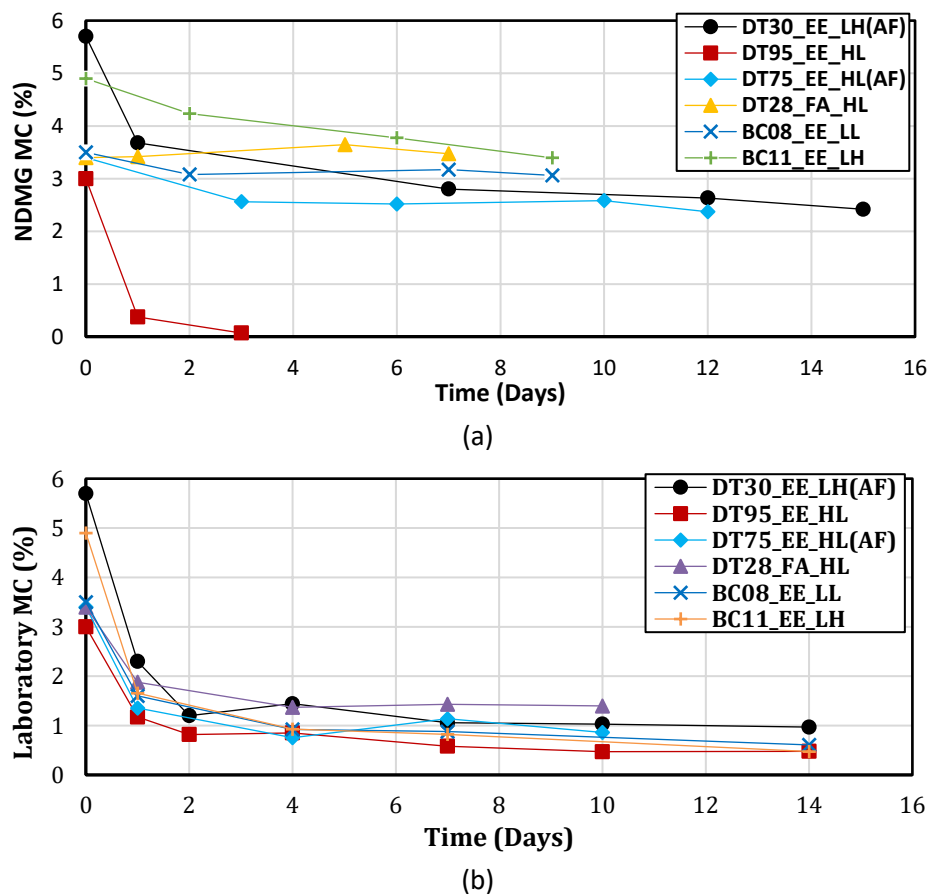 6
5
4
3
2
1
0
NDMG MC (%)
DT30_EE_LH(AF)
DT95_EE_HL
DT75_EE_HL(AF)
DT28_FA_HL
BC08_EE_LL
BC11_EE_LH
0 2 4 6 8 10 12 14 16
Time (Days)
(a)
6
5
4
3
2
1
0
Laboratory MC (%)
DT30_EE_LH(AF)
DT95_EE_HL
DT75_EE_HL(AF)
DT28_FA_HL
BC08_EE_LL
BC11_EE_LH
0 2 4 6 8 10 12 14 16
Time (Days)
(b)